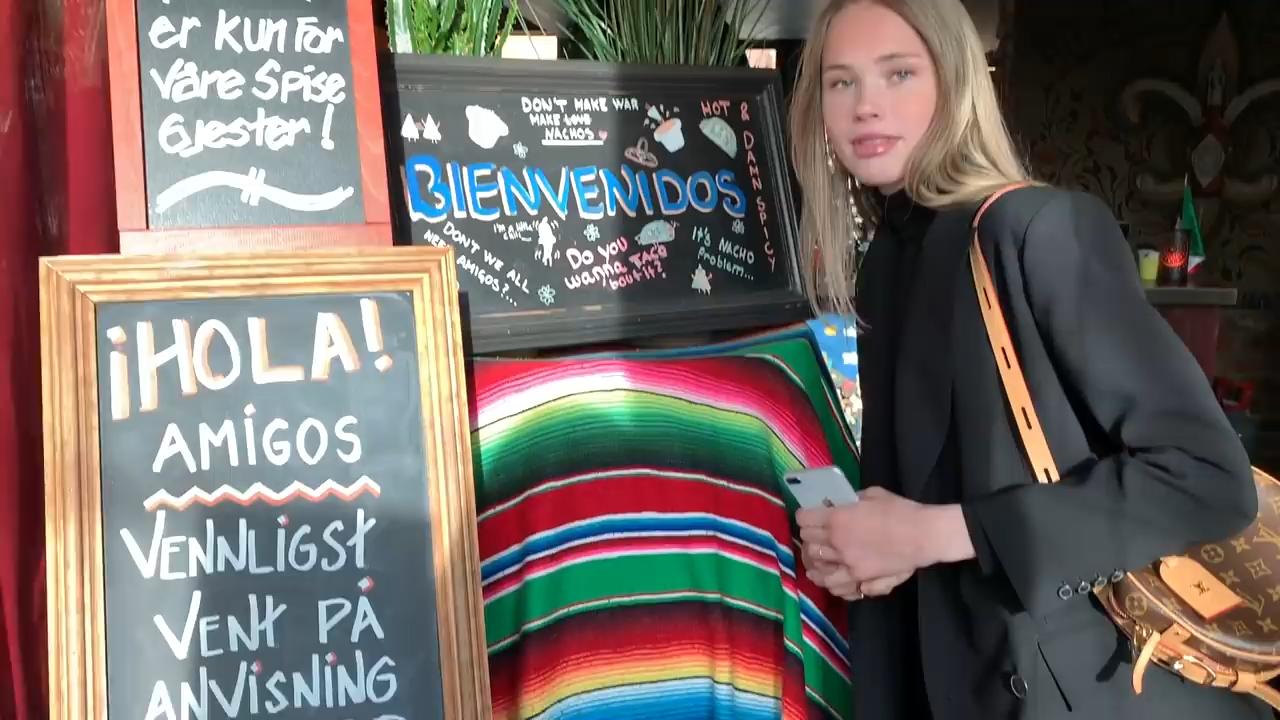 er KUN For
Våre Spise
Gjester!
DON'T MAKE WAR
MAKE LOVE
NACHOS
HOT & DAMN SPICY
BIENVENIDOS
DON'T WE ALL
NEED AMIGOS?...
DO YOU
wanna TACO
bout it?
IT'S NACHO
Problem...
¡HOLA!
AMIGOS
VENNLIGST
VENT PÅ
ANVISNING
LV